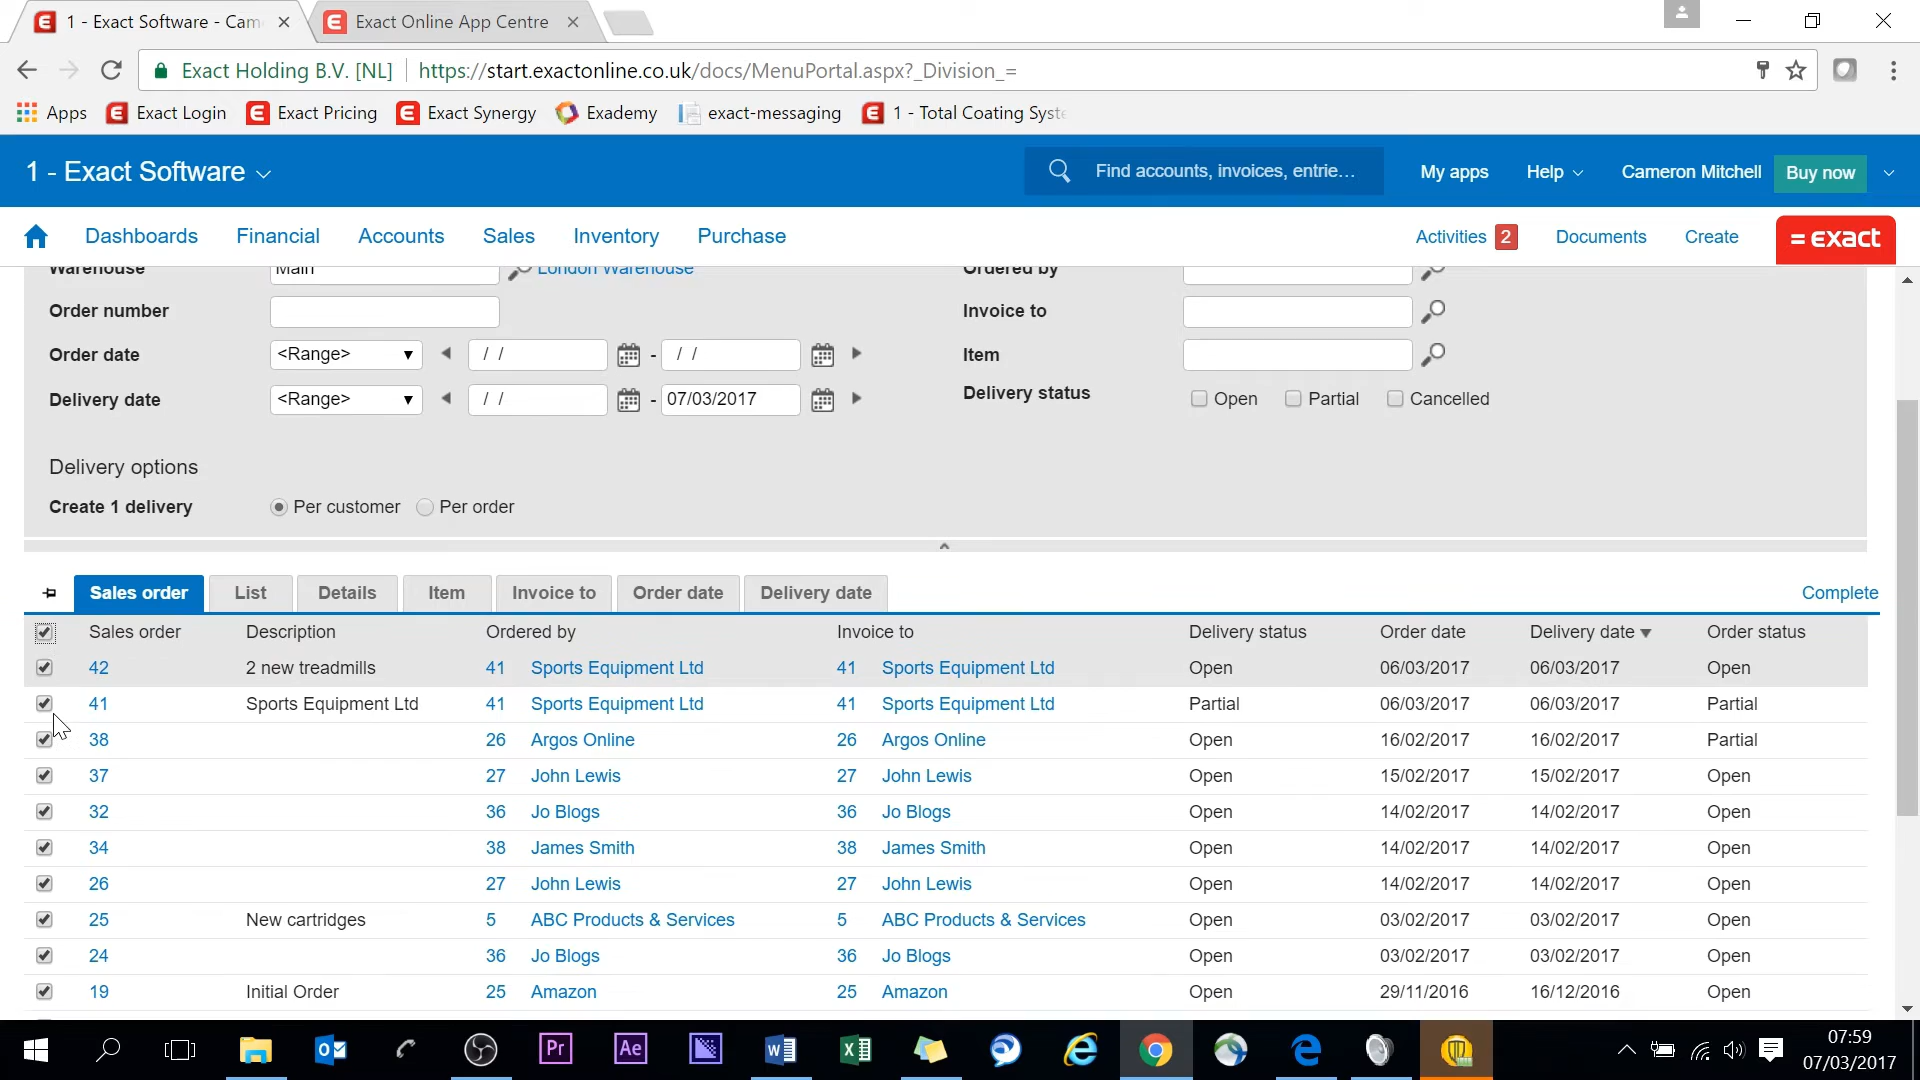 1 - Exact Software - Came
Exact Online App Centre
Exact Holding B.V. [NL] https://start.exactonline.co.uk/docs/MenuPortal.aspx?_Division_=
Apps Exact Login Exact Pricing Exact Synergy Exademy exact-messaging 1 - Total Coating Syste
1 - Exact Software Find accounts, invoices, entrie... My apps Help Cameron Mitchell Buy now
Dashboards Financial Accounts Sales Inventory Purchase Activities 2 Documents Create = exact
Warehouse Main London Warehouse Ordered by
Order number Invoice to
Order date <Range> / / - / / Item
Delivery date <Range> / / - 07/03/2017 Delivery status Open Partial Cancelled
Delivery options
Create 1 delivery Per customer Per order
Sales order List Details Item Invoice to Order date Delivery date Complete
Sales order Description Ordered by Invoice to Delivery status Order date Delivery date Order status
42 2 new treadmills 41 Sports Equipment Ltd 41 Sports Equipment Ltd Open 06/03/2017 06/03/2017 Open
41 Sports Equipment Ltd 41 Sports Equipment Ltd 41 Sports Equipment Ltd Partial 06/03/2017 06/03/2017 Partial
38 26 Argos Online 26 Argos Online Open 16/02/2017 16/02/2017 Partial
37 27 John Lewis 27 John Lewis Open 15/02/2017 15/02/2017 Open
32 36 Jo Blogs 36 Jo Blogs Open 14/02/2017 14/02/2017 Open
34 38 James Smith 38 James Smith Open 14/02/2017 14/02/2017 Open
26 27 John Lewis 27 John Lewis Open 14/02/2017 14/02/2017 Open
25 New cartridges 5 ABC Products & Services 5 ABC Products & Services Open 03/02/2017 03/02/2017 Open
24 36 Jo Blogs 36 Jo Blogs Open 03/02/2017 03/02/2017 Open
19 Initial Order 25 Amazon 25 Amazon Open 29/11/2016 16/12/2016 Open
Pr Ae
07:59
07/03/2017